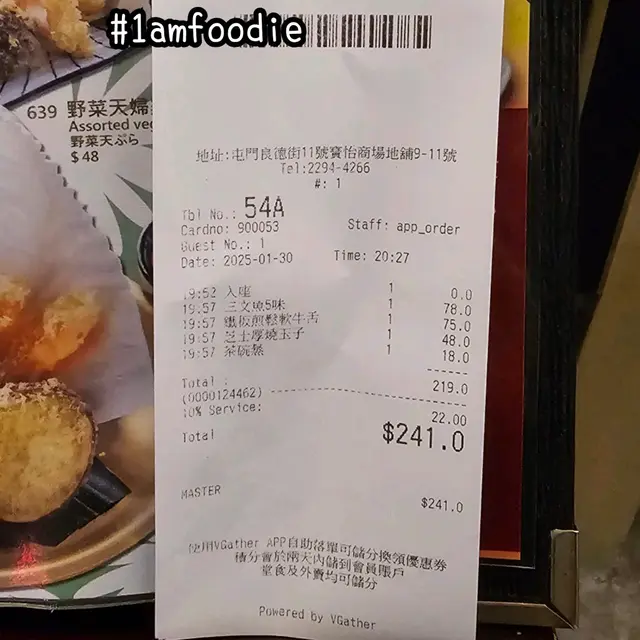 #1amfoodie
639 野菜天婦
Assorted veg
野菜天ぷら
$48
地址:屯門良德街11號寶怡商場地舖9-11號
Tel:2294-4266
#: 1
Tbl No.: 54A
Cardno: 900053 Staff: app_order
Guest No.: 1
Date: 2025-01-30 Time: 20:27
19:52 入座 1 0.0
19:57 三文魚5味 1 78.0
19:57 鐵板煎鬆軟牛舌 1 75.0
19:57 芝士厚燒玉子 1 48.0
19:57 茶碗蒸 1 18.0
Total : 219.0
(0000124462)
10% Service: 22.00
Total $241.0
MASTER $241.0
使用VGather APP自助落單可儲分換領優惠券
積分會於兩天內儲到會員賬戶
堂食及外賣均可儲分
Powered by VGather